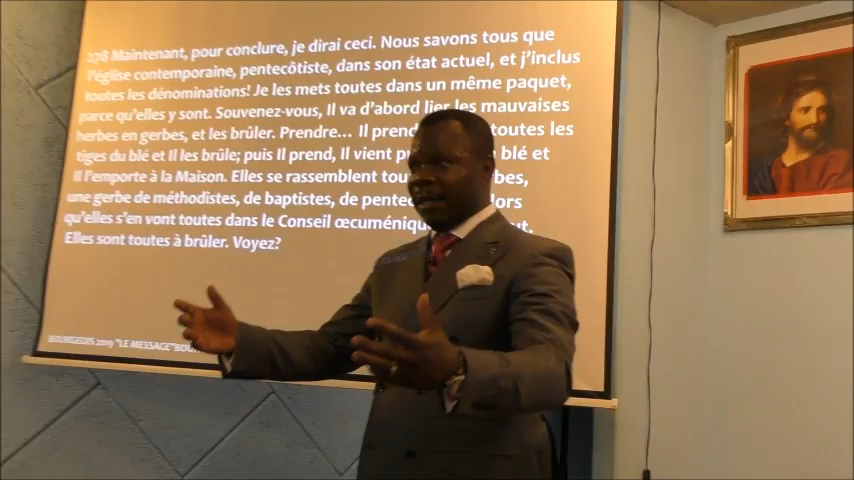 278 Maintenant, pour conclure, je dirai ceci. Nous savons tous que
l'église contemporaine, pentecôtiste, dans son état actuel, et j'inclus
toutes les dénominations! Je les mets toutes dans un même paquet,
parce qu'elles y sont. Souvenez-vous, Il va d'abord lier les mauvaises
herbes en gerbes, et les brûler. Prendre... Il prend toutes les
tiges du blé et Il les brûle; puis Il prend, Il vient blé et
Il l'emporte à la Maison. Elles se rassemblent
une gerbe de méthodistes, de baptistes, de
qu'elles s'en vont toutes dans le Conseil
Elles sont toutes à brûler. Voyez?
2019 "LE MESSAGE"